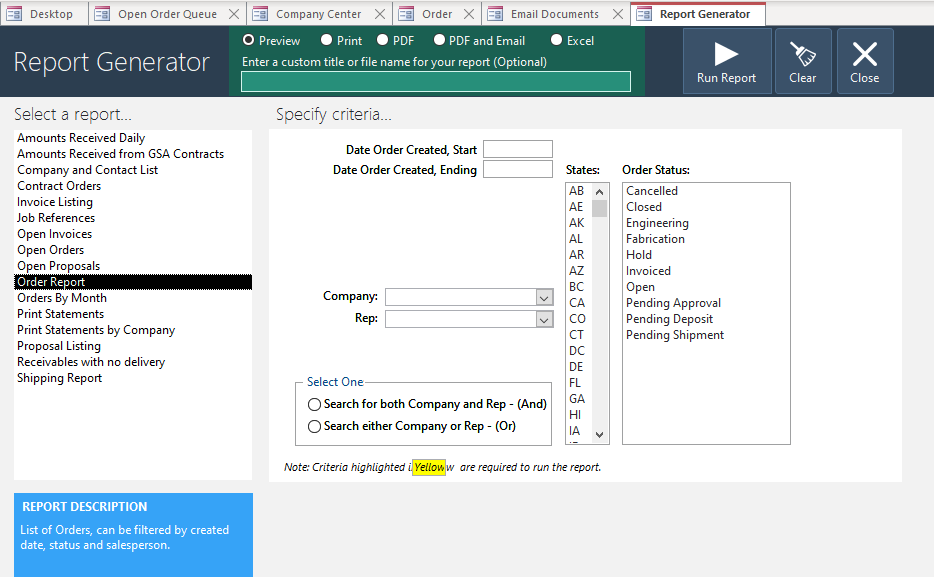 Desktop
Open Order Queue
Company Center
Order
Email Documents
Report Generator
Report Generator
Preview
Print
PDF
PDF and Email
Excel
Enter a custom title or file name for your report (Optional)
Run Report
Clear
Close
Select a report...
Amounts Received Daily
Amounts Received from GSA Contracts
Company and Contact List
Contract Orders
Invoice Listing
Job References
Open Invoices
Open Orders
Open Proposals
Order Report
Orders By Month
Print Statements
Print Statements by Company
Proposal Listing
Receivables with no delivery
Shipping Report
REPORT DESCRIPTION
List of Orders, can be filtered by created
date, status and salesperson.
Specify criteria...
Date Order Created, Start
Date Order Created, Ending
Company:
Rep:
Select One
Search for both Company and Rep - (And)
Search either Company or Rep - (Or)
States:
AB
AE
AK
AL
AR
AZ
BC
CA
CO
CT
DC
DE
FL
GA
HI
IA
Order Status:
Cancelled
Closed
Engineering
Fabrication
Hold
Invoiced
Open
Pending Approval
Pending Deposit
Pending Shipment
Note: Criteria highlighted i Yellow w are required to run the report.